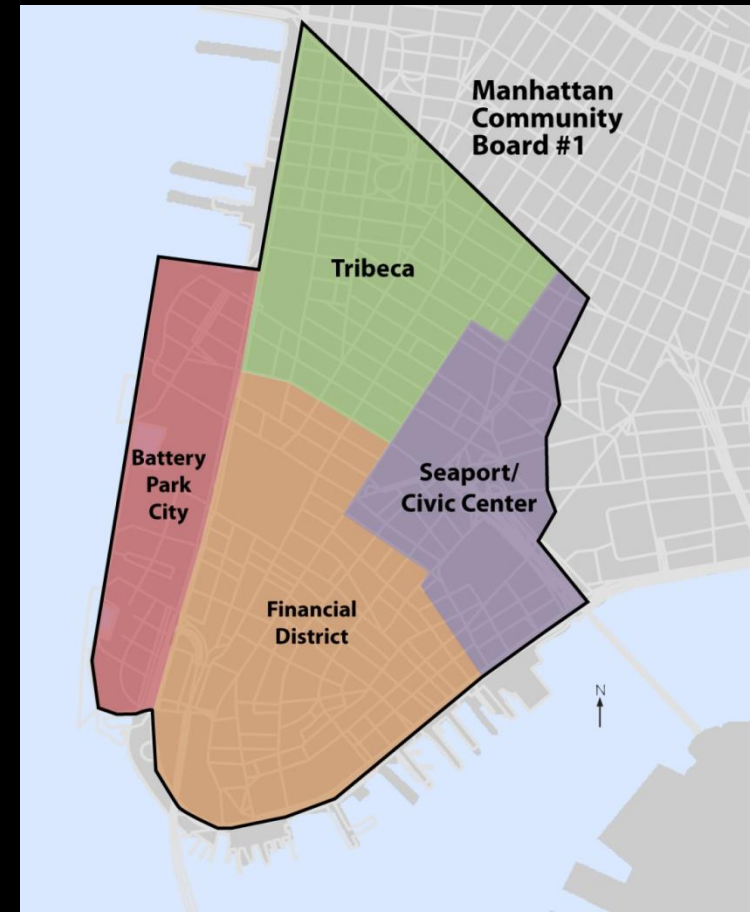 Manhattan
Community
Board #1
Tribeca
Battery
Park
City
Seaport/
Civic Center
Financial
District
N